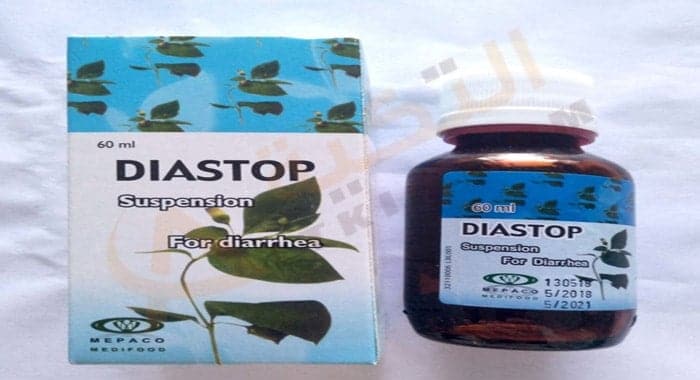 60 ml
DIASTOP
Suspension
For diarrhea
MEPACO
MEDIFOOD
60 ml
DIASTOP
Suspension
For Diarrhea
MEPACO
MEDIFOOD
130518
5/2018
5/2021